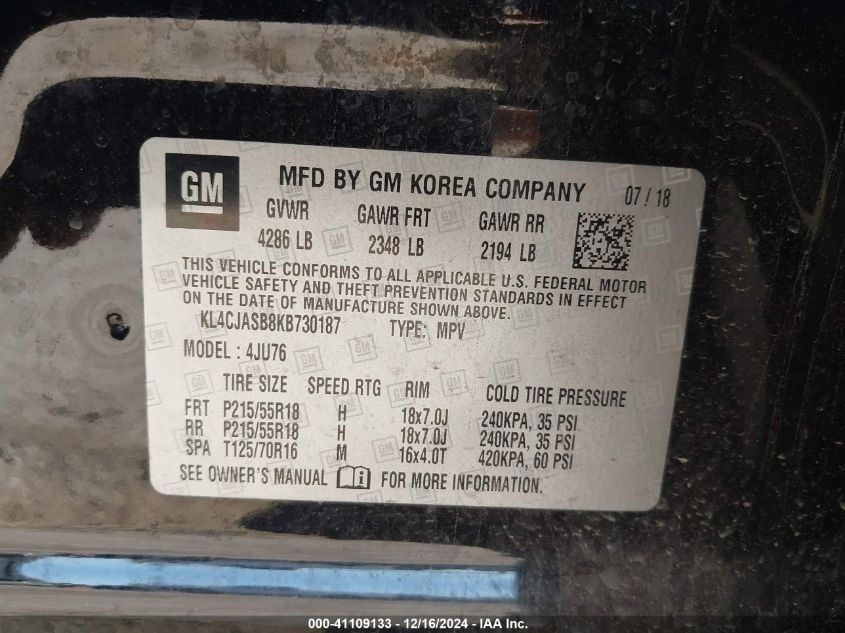 GM
MFD BY GM KOREA COMPANY 07 / 18
GVWR GAWR FRT GAWR RR
4286 LB 2348 LB 2194 LB
THIS VEHICLE CONFORMS TO ALL APPLICABLE U.S. FEDERAL MOTOR
VEHICLE SAFETY AND THEFT PREVENTION STANDARDS IN EFFECT
ON THE DATE OF MANUFACTURE SHOWN ABOVE.
KL4CJASB8KB730187 TYPE: MPV
MODEL : 4JU76
TIRE SIZE SPEED RTG RIM COLD TIRE PRESSURE
FRT P215/55R18 H 18x7.0J 240KPA, 35 PSI
RR P215/55R18 H 18x7.0J 240KPA, 35 PSI
SPA T125/70R16 M 16x4.0T 420KPA, 60 PSI
SEE OWNER'S MANUAL FOR MORE INFORMATION.
000-41109133 - 12/16/2024 - IAA Inc.